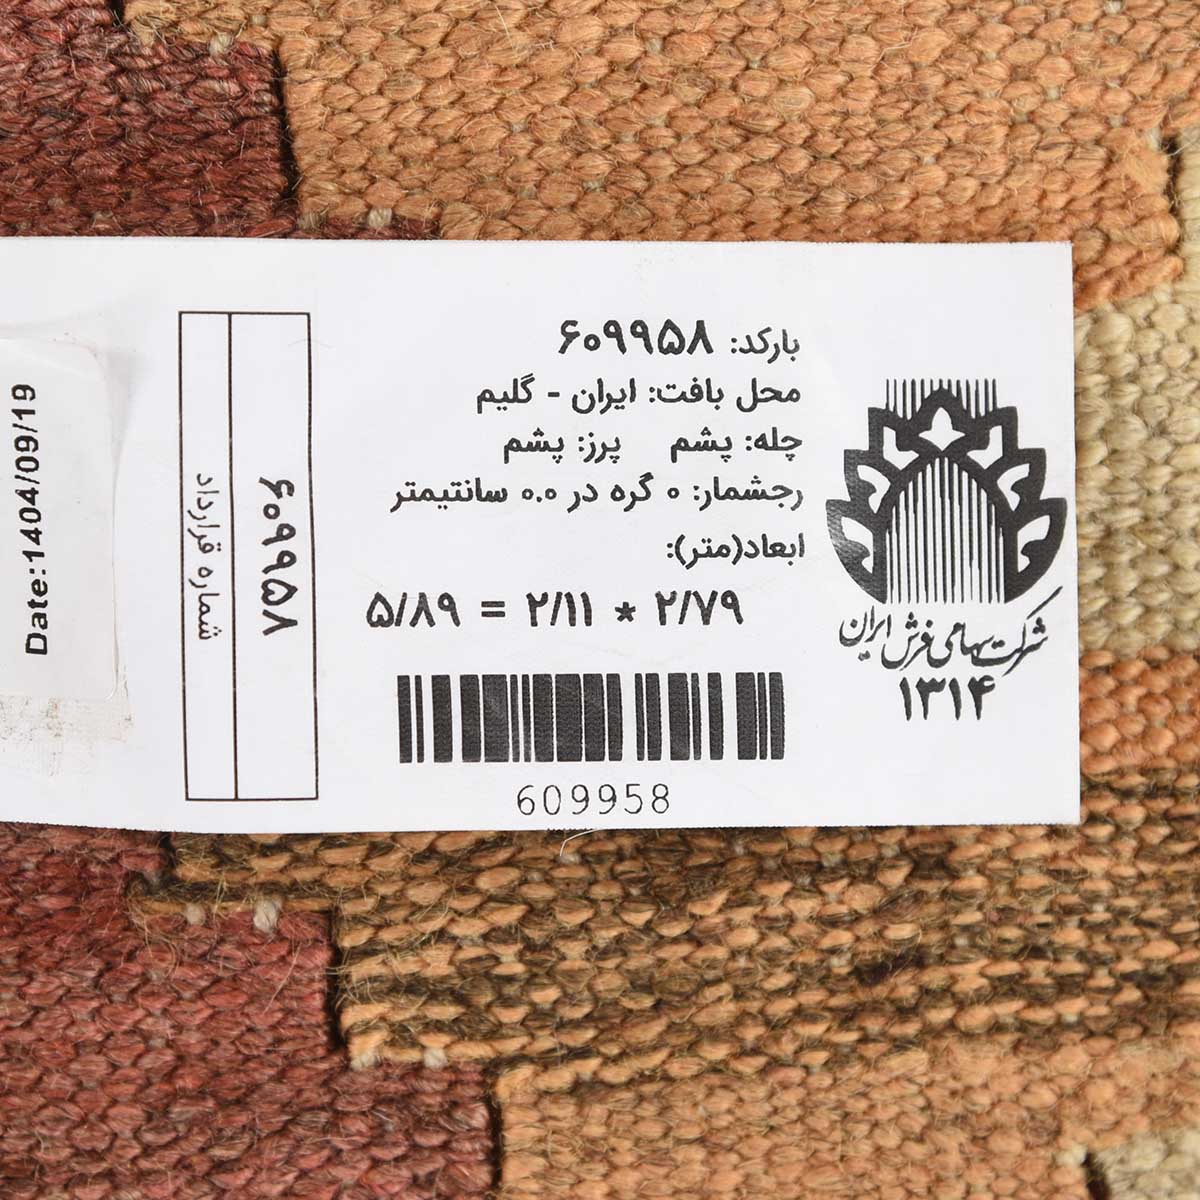 بارکد: ۶۰۹۹۵۸
محل بافت: ایران - گلیم
چله: پشم پرز: پشم
رجشمار: ۰ گره در ۰.۰ سانتیمتر
ابعاد(متر):
۲/۷۹ * ۲/۱۱ = ۵/۸۹
609958
شرکت سهامی فرش ایران
۱۳۱۴
۶۰۹۹۵۸
شماره قرارداد
Date:1404/09/19